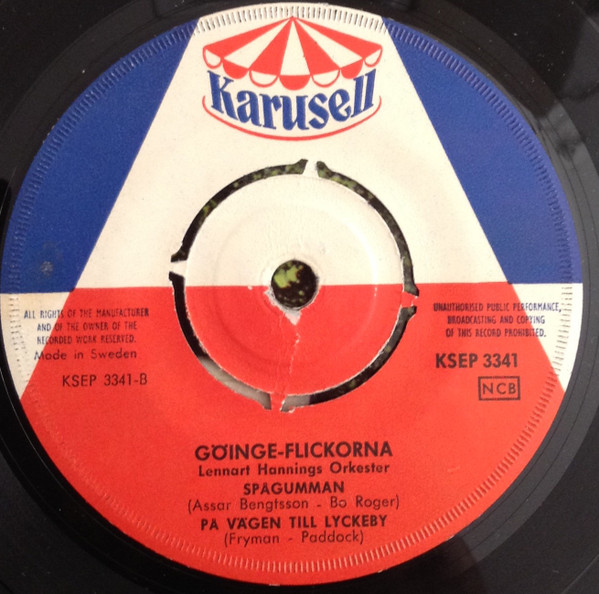 Karusell
ALL RIGHTS OF THE MANUFACTURER
AND OF THE OWNER OF THE
RECORDED WORK RESERVED.
Made in Sweden
KSEP 3341-B
UNAUTHORISED PUBLIC PERFORMANCE,
BROADCASTING AND COPYING
OF THIS RECORD PROHIBITED.
KSEP 3341
NCB
GÖINGE-FLICKORNA
Lennart Hannings Orkester
SPAGUMMAN
(Assar Bengtsson - Bo Roger)
PA VÄGEN TILL LYCKEBY
(Fryman - Paddock)